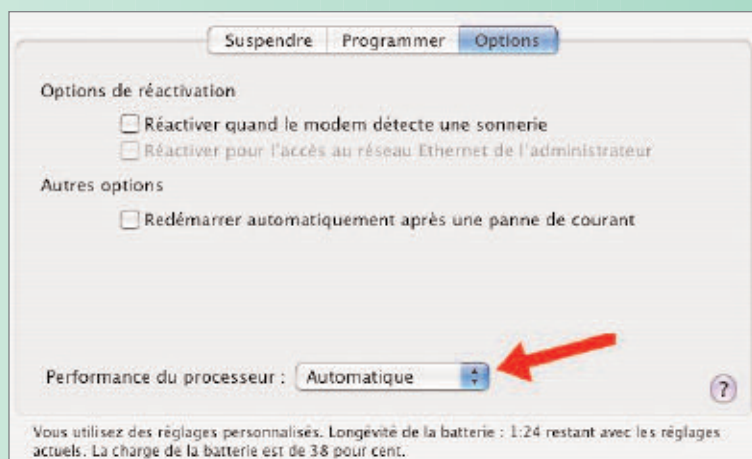 Suspendre Programmer Options
Options de réactivation
Réactiver quand le modem détecte une sonnerie
Réactiver pour l'accès au réseau Ethernet de l'administrateur
Autres options
Redémarrer automatiquement après une panne de courant
Performance du processeur : Automatique
?
Vous utilisez des réglages personnalisés. Longévité de la batterie : 1:24 restant avec les réglages
actuels. La charge de la batterie est de 38 pour cent.